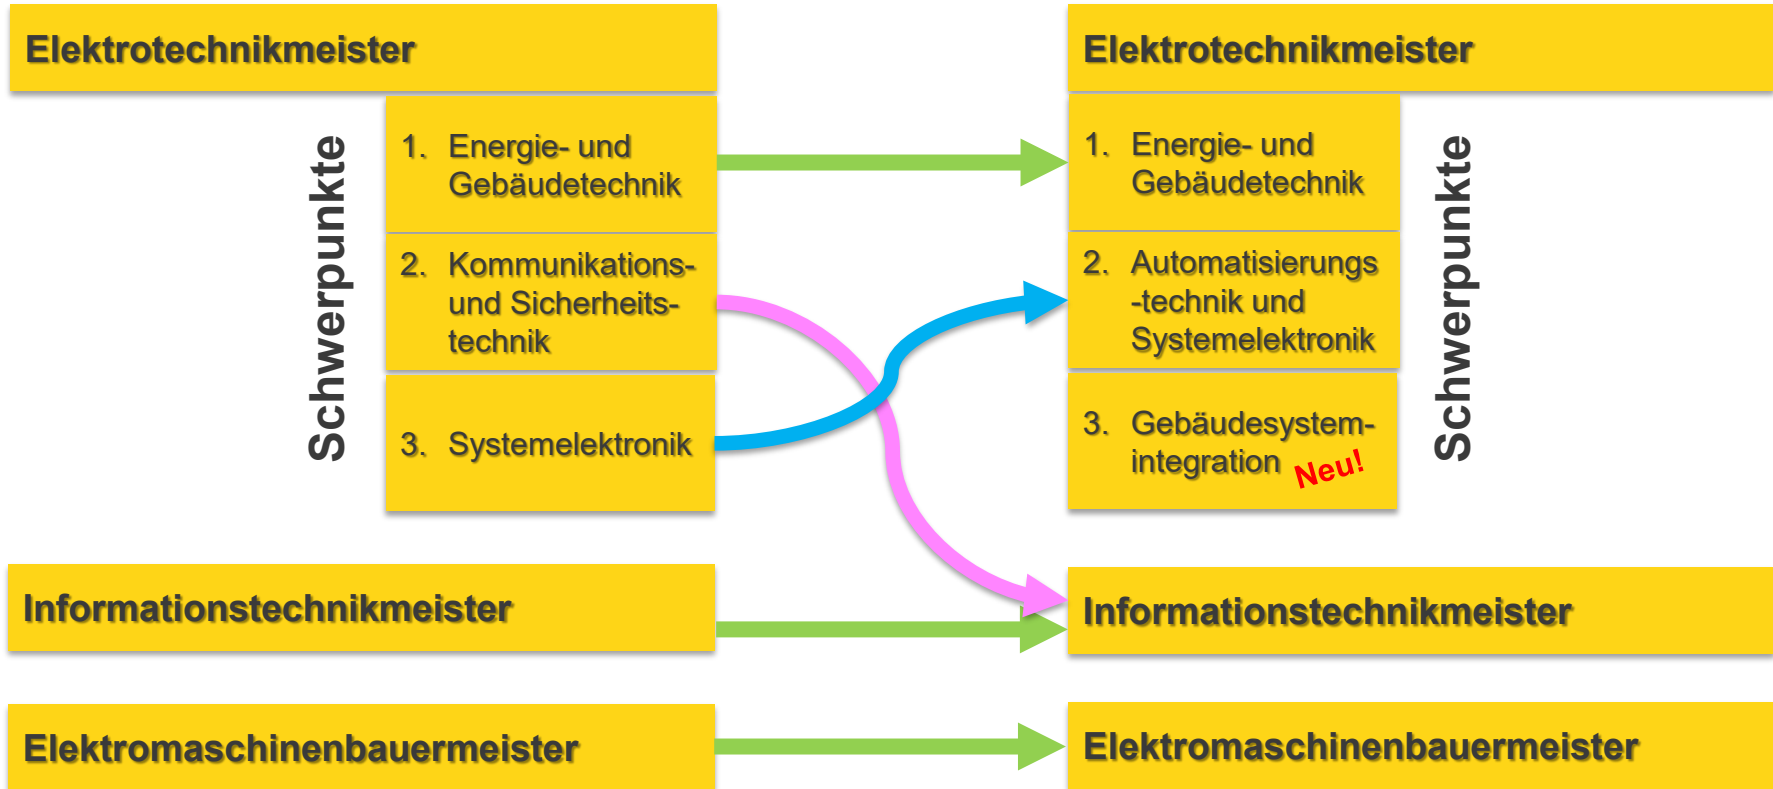 Elektrotechnikmeister
Schwerpunkte
1. Energie- und
Gebäudetechnik
2. Kommunikations-
und Sicherheits-
technik
3. Systemelektronik
Informationstechnikmeister
Elektromaschinenbauermeister
Elektrotechnikmeister
1. Energie- und
Gebäudetechnik
2. Automatisierungs
-technik und
Systemelektronik
3. Gebäudesystem-
integration
Neu!
Schwerpunkte
Informationstechnikmeister
Elektromaschinenbauermeister